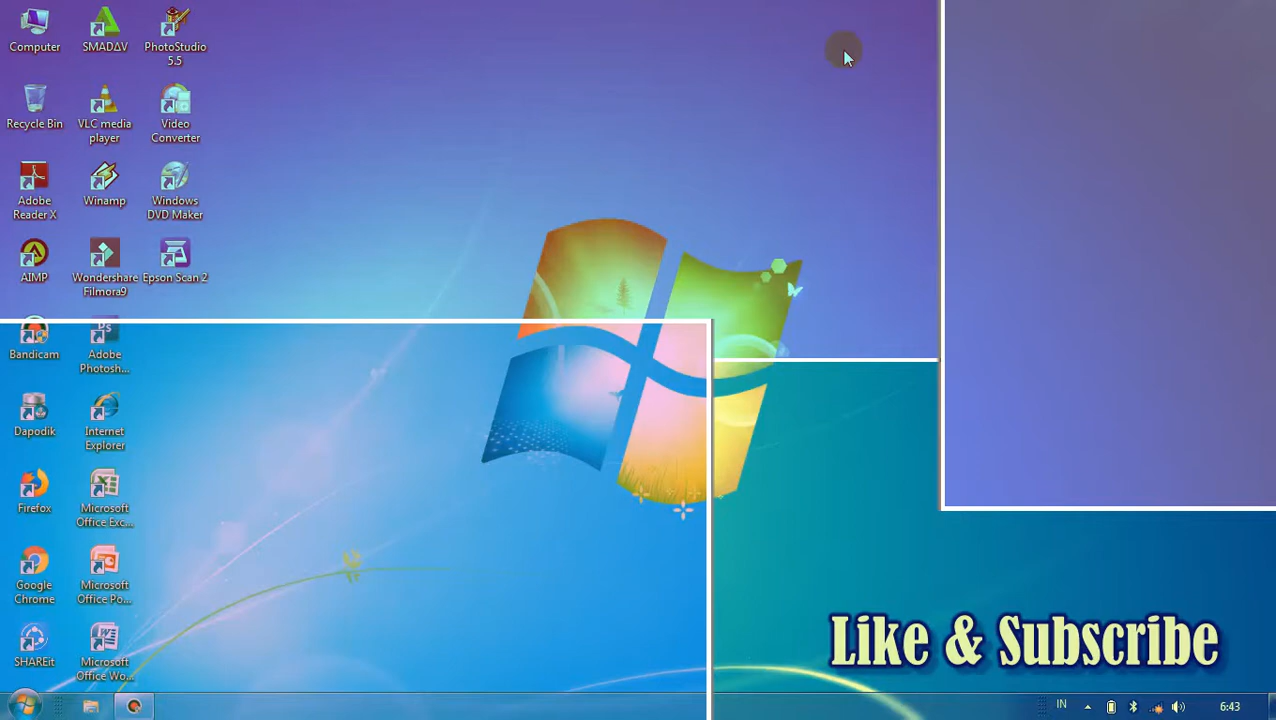 Computer
SMADΔV
PhotoStudio
5.5
Recycle Bin
VLC media
player
Video
Converter
Adobe
Reader X
Winamp
Windows
DVD Maker
AIMP
Wondershare
Filmora9
Epson Scan 2
Bandicam
Adobe
Photosh...
Dapodik
Internet
Explorer
Firefox
Microsoft
Office Exc...
Google
Chrome
Microsoft
Office Po...
SHAREit
Microsoft
Office Wo...
Like & Subscribe
IN
6:43